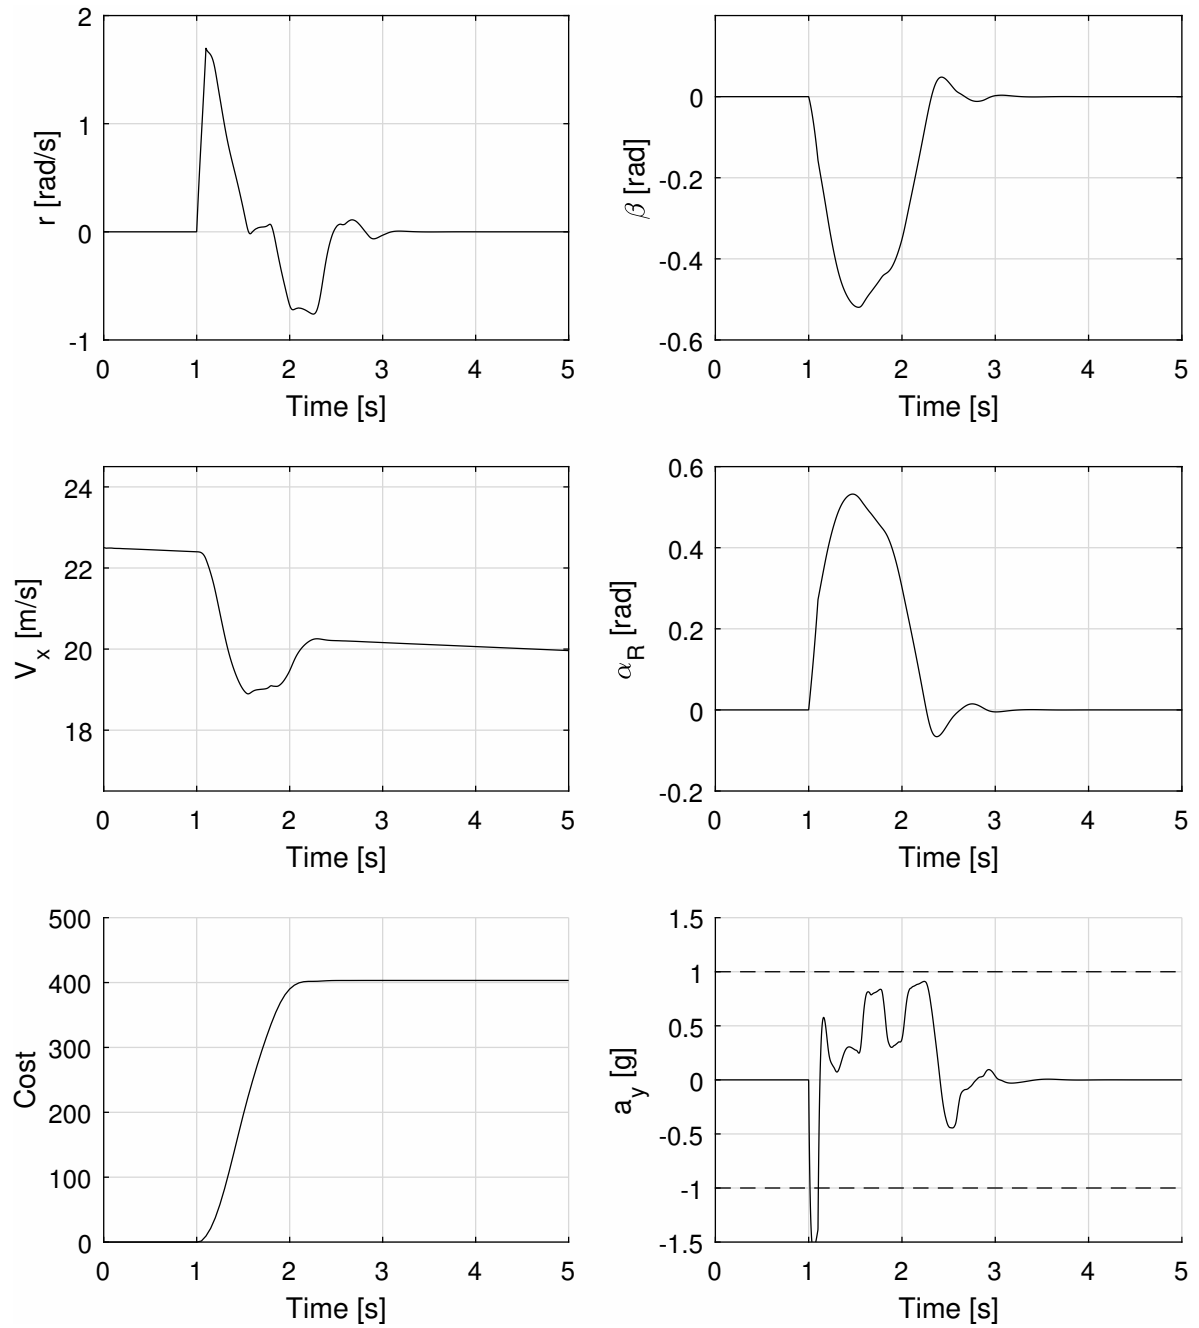 2
1
0
-1
r [rad/s]
0 1 2 3 4 5
Time [s]
0
-0.2
-0.4
-0.6
β [rad]
0 1 2 3 4 5
Time [s]
24
22
20
18
V_x [m/s]
0 1 2 3 4 5
Time [s]
0.6
0.4
0.2
0
-0.2
α_R [rad]
0 1 2 3 4 5
Time [s]
500
400
300
200
100
0
Cost
0 1 2 3 4 5
Time [s]
1.5
1
0.5
0
-0.5
-1
-1.5
a_y [g]
0 1 2 3 4 5
Time [s]